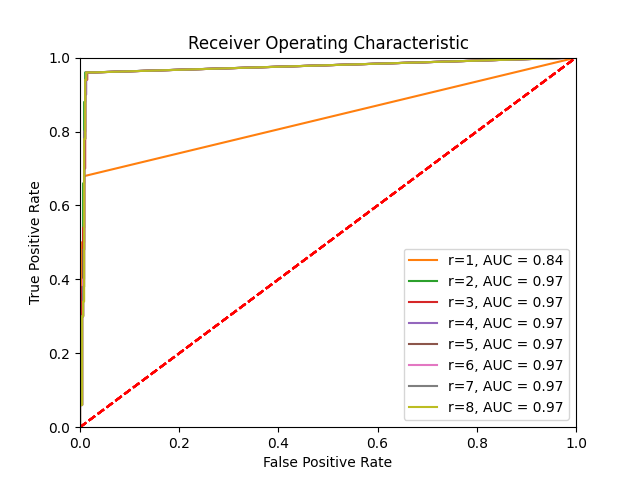 Receiver Operating Characteristic
1.0
0.8
0.6
0.4
0.2
0.0
True Positive Rate
r=1, AUC = 0.84
r=2, AUC = 0.97
r=3, AUC = 0.97
r=4, AUC = 0.97
r=5, AUC = 0.97
r=6, AUC = 0.97
r=7, AUC = 0.97
r=8, AUC = 0.97
0.0 0.2 0.4 0.6 0.8 1.0
False Positive Rate